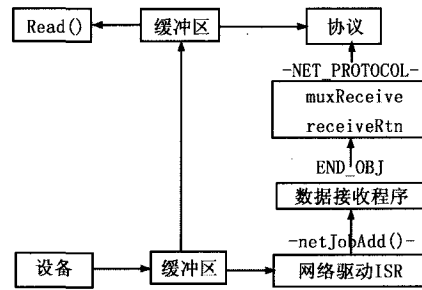 Read() 缓冲区 协议
-NET_PROTOCOL-
muxReceive
receiveRtn
END_OBJ
数据接收程序
-netJobAdd()-
设备 缓冲区 网络驱动ISR